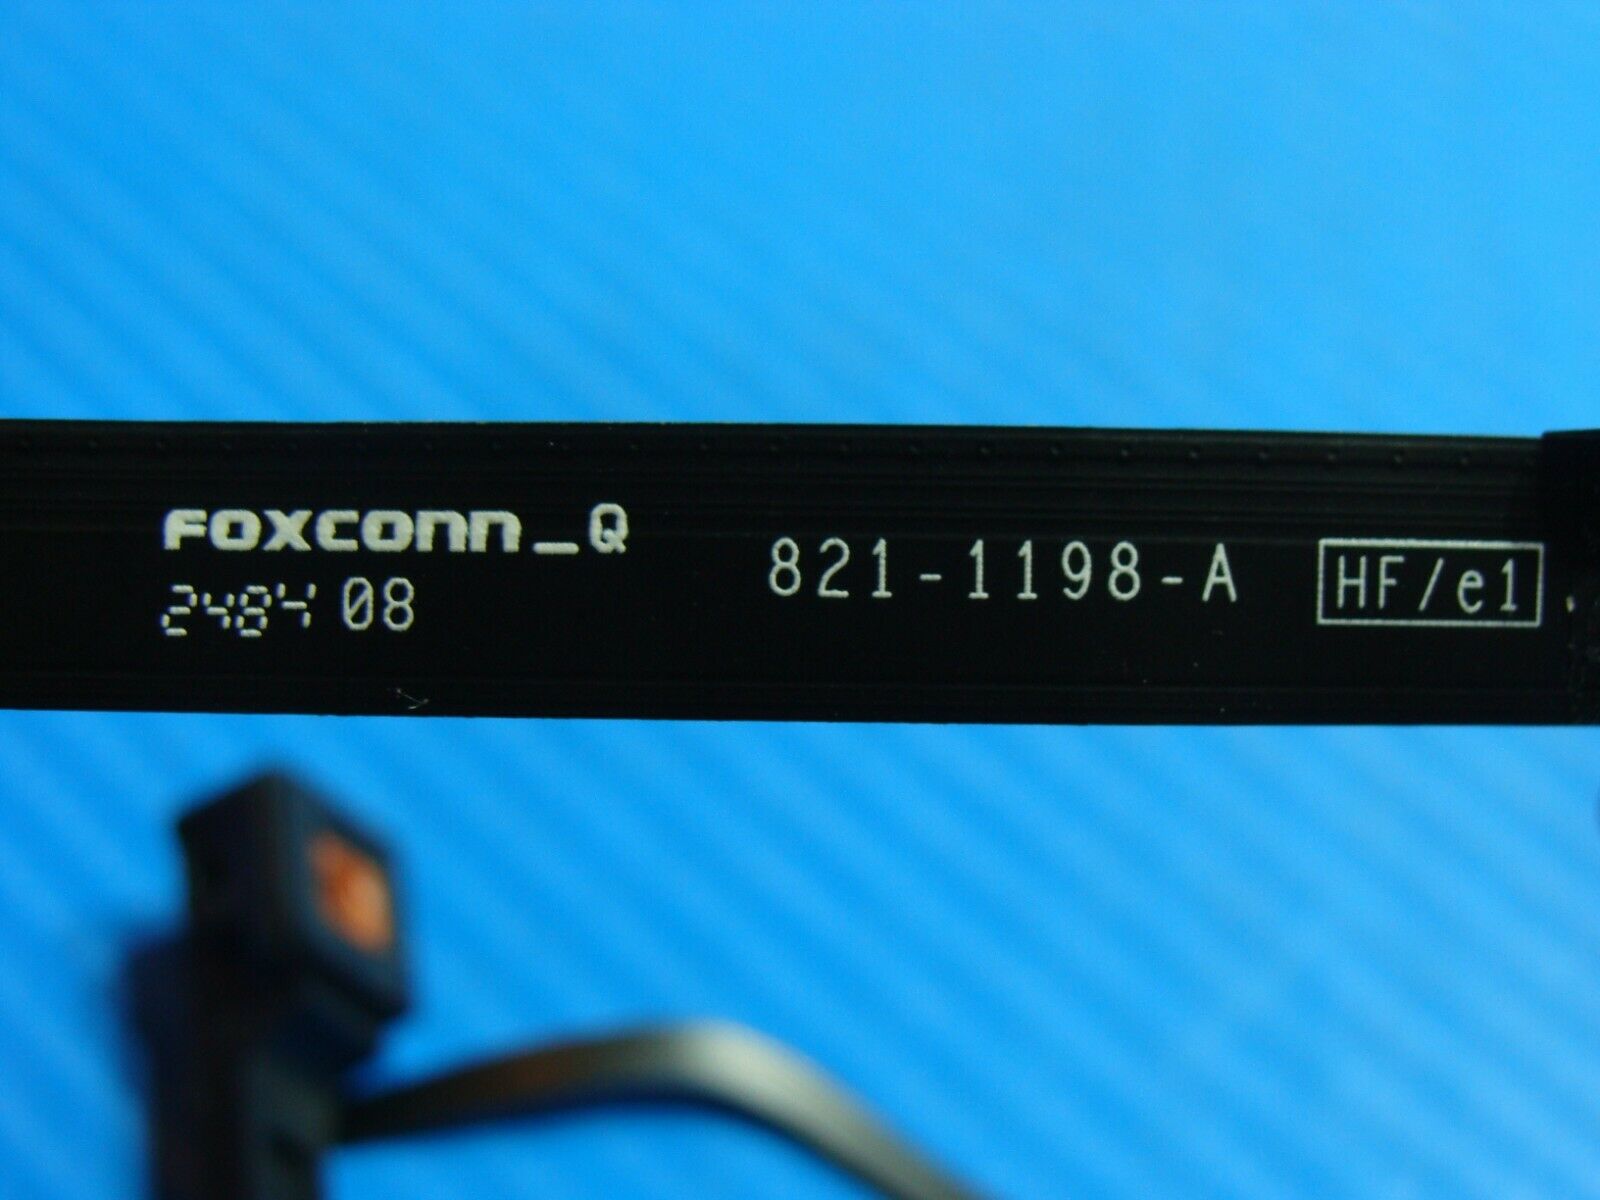 FOXCONN_Q
2484 08
821-1198-A
HF/e1